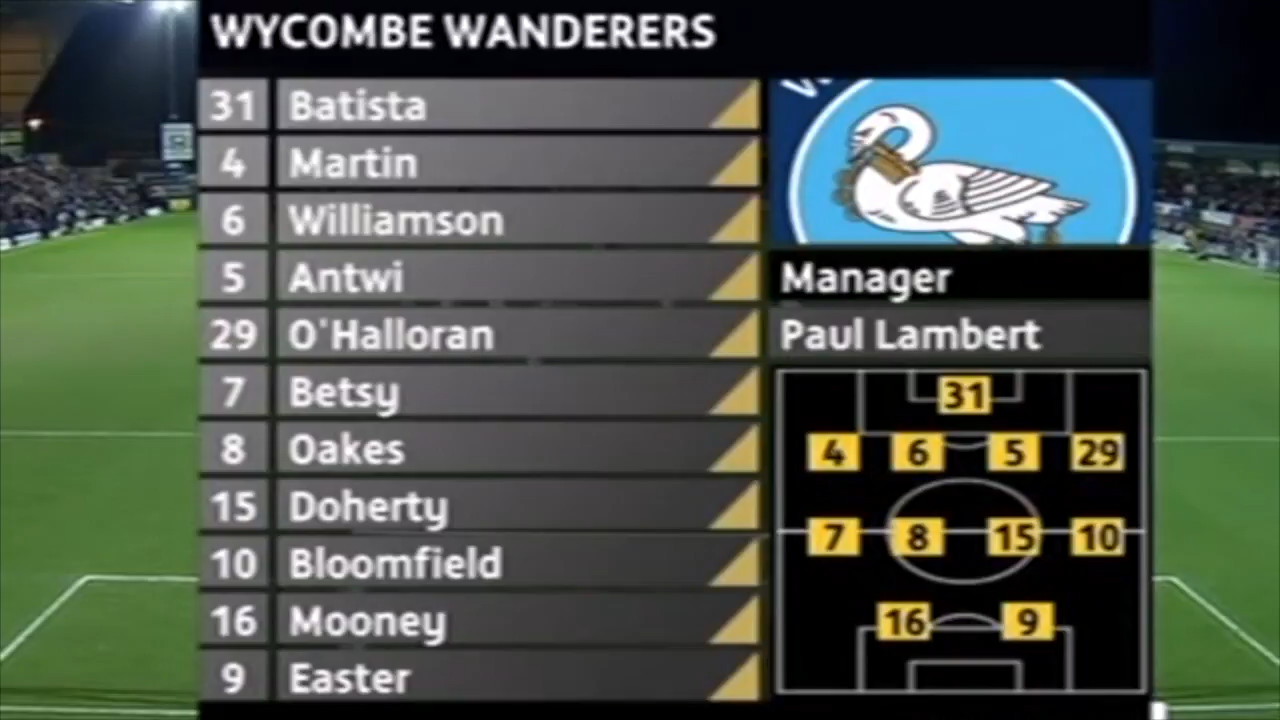 WYCOMBE WANDERERS
31 Batista
4 Martin
6 Williamson
5 Antwi
29 O'Halloran
7 Betsy
8 Oakes
15 Doherty
10 Bloomfield
16 Mooney
9 Easter
Manager
Paul Lambert
31
4 6 5 29
7 8 15 10
16 9